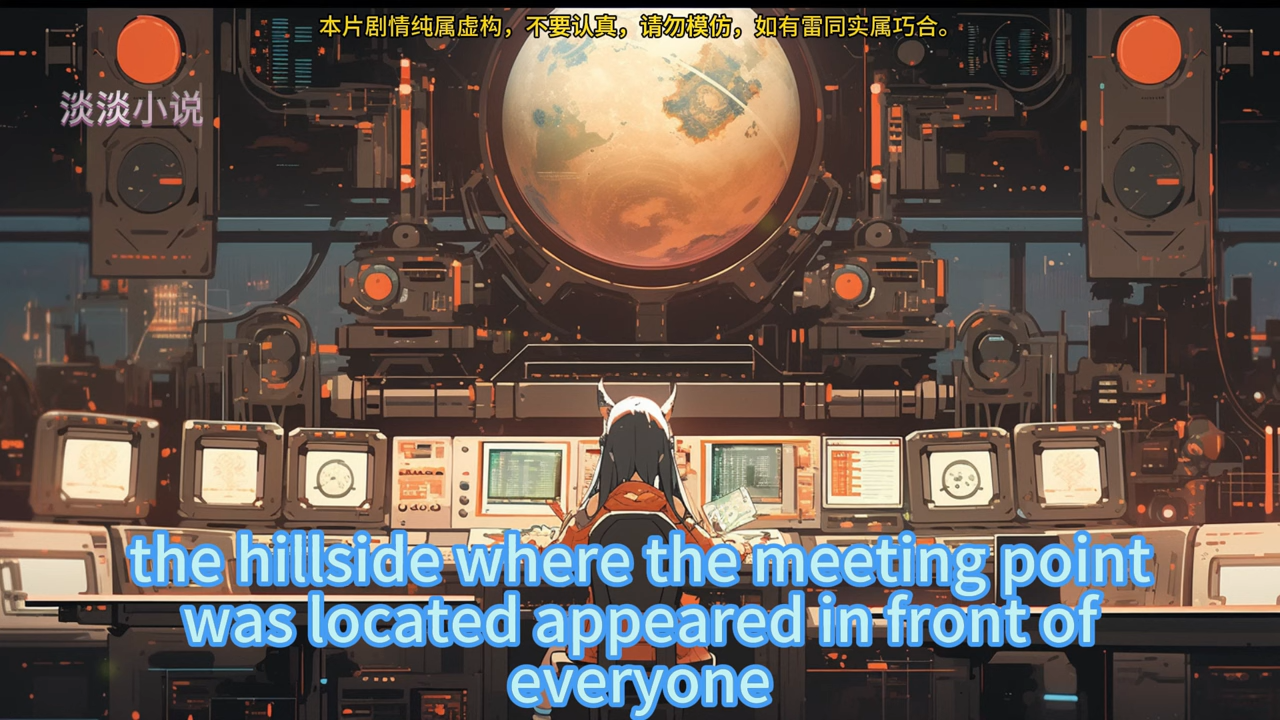 本片剧情纯属虚构，不要认真，请勿模仿，如有雷同实属巧合。
淡淡小说
the hillside where the meeting point
was located appeared in front of
everyone